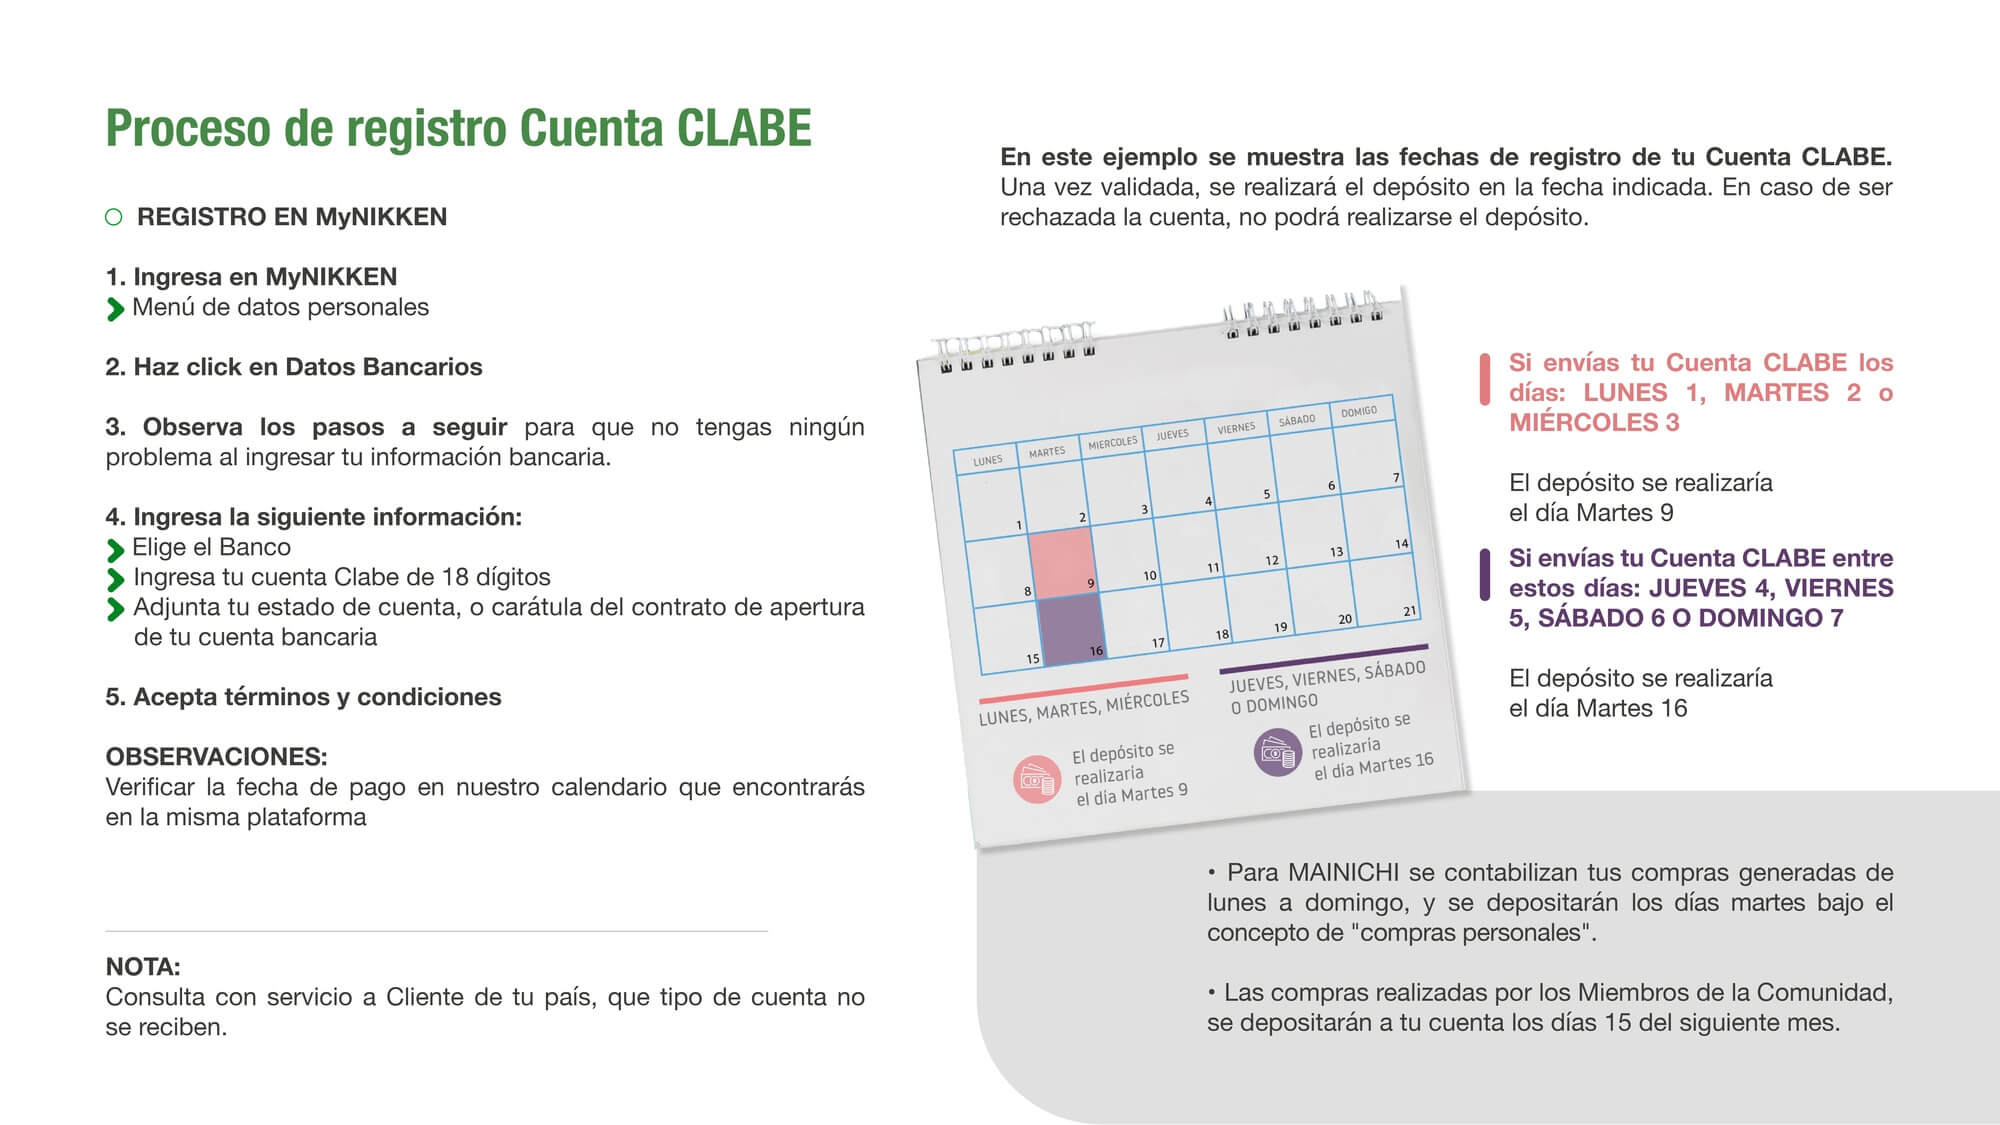 Proceso de registro Cuenta CLABE
REGISTRO EN MyNIKKEN
1. Ingresa en MyNIKKEN
Menú de datos personales
2. Haz click en Datos Bancarios
3. Observa los pasos a seguir para que no tengas ningún
problema al ingresar tu información bancaria.
4. Ingresa la siguiente información:
Elige el Banco
Ingresa tu cuenta Clabe de 18 dígitos
Adjunta tu estado de cuenta, o carátula del contrato de apertura
de tu cuenta bancaria
5. Acepta términos y condiciones
OBSERVACIONES:
Verificar la fecha de pago en nuestro calendario que encontrarás
en la misma plataforma
NOTA:
Consulta con servicio a Cliente de tu país, que tipo de cuenta no
se reciben.
En este ejemplo se muestra las fechas de registro de tu Cuenta CLABE.
Una vez validada, se realizará el depósito en la fecha indicada. En caso de ser
rechazada la cuenta, no podrá realizarse el depósito.
LUNES MARTES MIERCOLES JUEVES VIERNES SÁBADO DOMIGO
1 2 3 4 5 6 7
8 9 10 11 12 13 14
15 16 17 18 19 20 21
LUNES, MARTES, MIÉRCOLES
El depósito se
realizaría
el día Martes 9
JUEVES, VIERNES, SÁBADO
O DOMINGO
El depósito se
realizaría
el día Martes 16
Si envías tu Cuenta CLABE los
días: LUNES 1, MARTES 2 o
MIÉRCOLES 3
El depósito se realizaría
el día Martes 9
Si envías tu Cuenta CLABE entre
estos días: JUEVES 4, VIERNES
5, SÁBADO 6 O DOMINGO 7
El depósito se realizaría
el día Martes 16
• Para MAINICHI se contabilizan tus compras generadas de
lunes a domingo, y se depositarán los días martes bajo el
concepto de "compras personales".
• Las compras realizadas por los Miembros de la Comunidad,
se depositarán a tu cuenta los días 15 del siguiente mes.